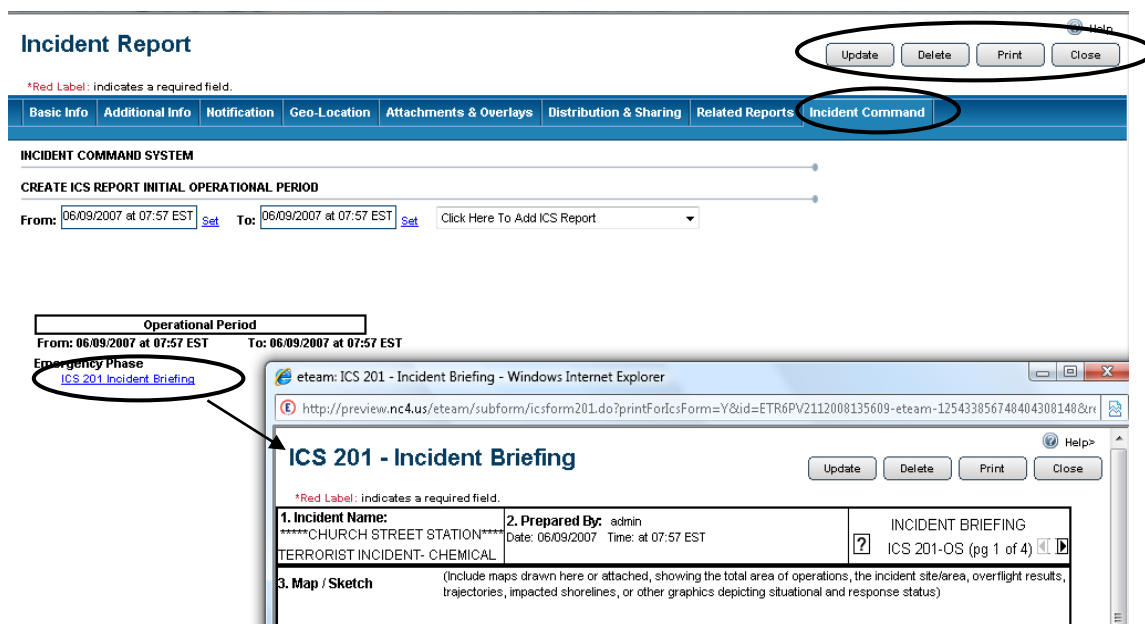 Help
Incident Report
Update Delete Print Close
*Red Label: indicates a required field.
Basic Info Additional Info Notification Geo-Location Attachments & Overlays Distribution & Sharing Related Reports Incident Command
INCIDENT COMMAND SYSTEM
CREATE ICS REPORT INITIAL OPERATIONAL PERIOD
From: 06/09/2007 at 07:57 EST Set To: 06/09/2007 at 07:57 EST Set Click Here To Add ICS Report
Operational Period
From: 06/09/2007 at 07:57 EST To: 06/09/2007 at 07:57 EST
Emergency Phase
ICS 201 Incident Briefing
eteam: ICS 201 - Incident Briefing - Windows Internet Explorer
http://preview.nc4.us/eteam/subform/icsform201.do?printForIcsForm=Y&id=ETR6PV2112008135609-eteam-125433856748404308148&re
Help>
ICS 201 - Incident Briefing
Update Delete Print Close
*Red Label: indicates a required field.
1. Incident Name:
*****CHURCH STREET STATION****
TERRORIST INCIDENT- CHEMICAL
2. Prepared By: admin
Date: 06/09/2007 Time: at 07:57 EST
INCIDENT BRIEFING
? ICS 201-OS (pg 1 of 4)
3. Map / Sketch
(Include maps drawn here or attached, showing the total area of operations, the incident site/area, overflight results,
trajectories, impacted shorelines, or other graphics depicting situational and response status)